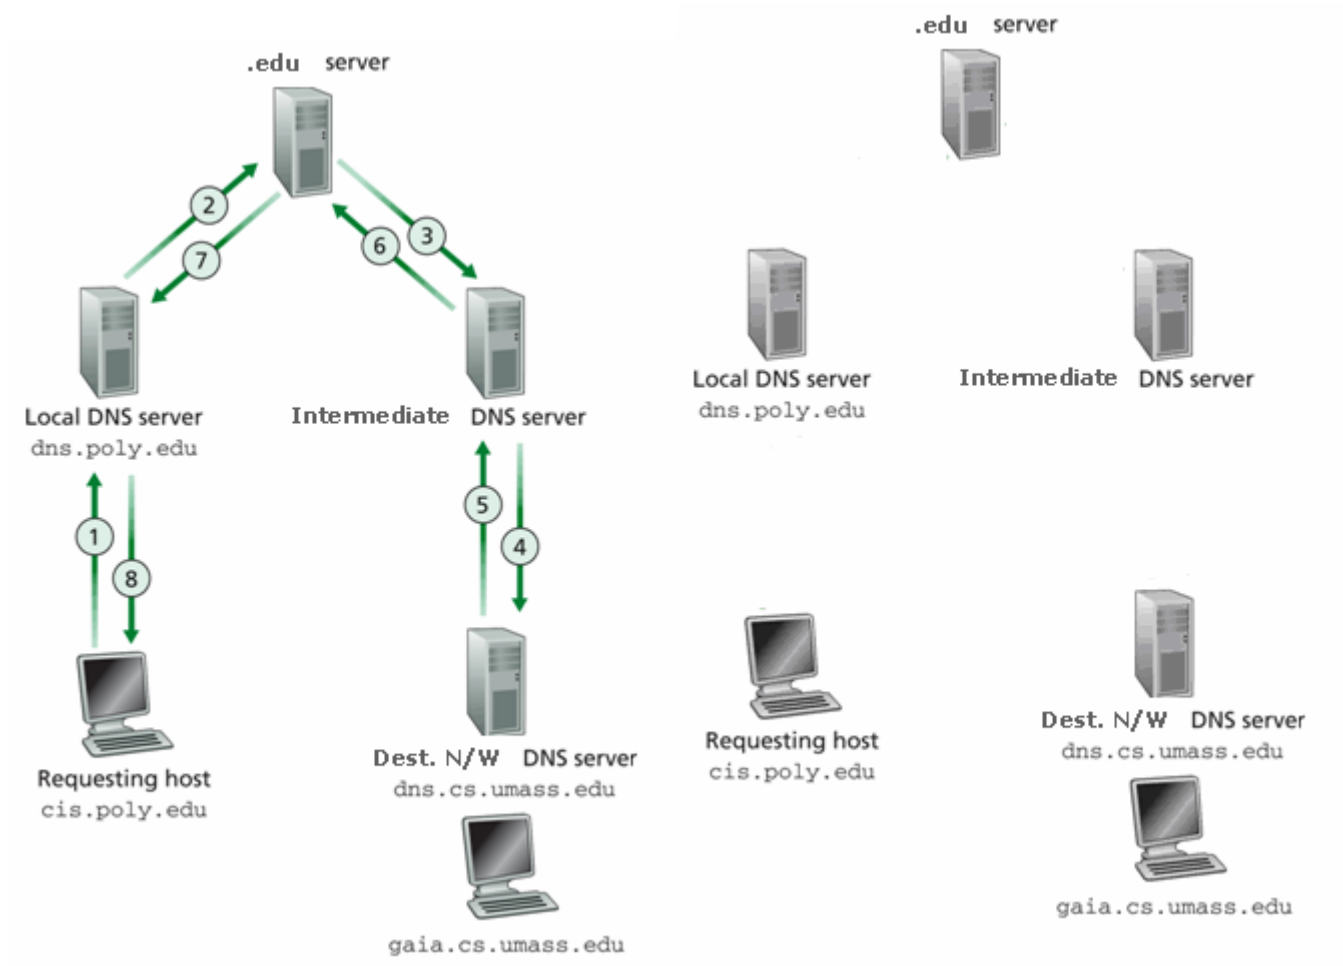 .edu server
2
3
6
7
Local DNS server
dns.poly.edu
Intermediate DNS server
1
8
5
4
Requesting host
cis.poly.edu
Dest. N/W DNS server
dns.cs.umass.edu
gaia.cs.umass.edu
.edu server
Local DNS server
dns.poly.edu
Intermediate DNS server
Requesting host
cis.poly.edu
Dest. N/W DNS server
dns.cs.umass.edu
gaia.cs.umass.edu